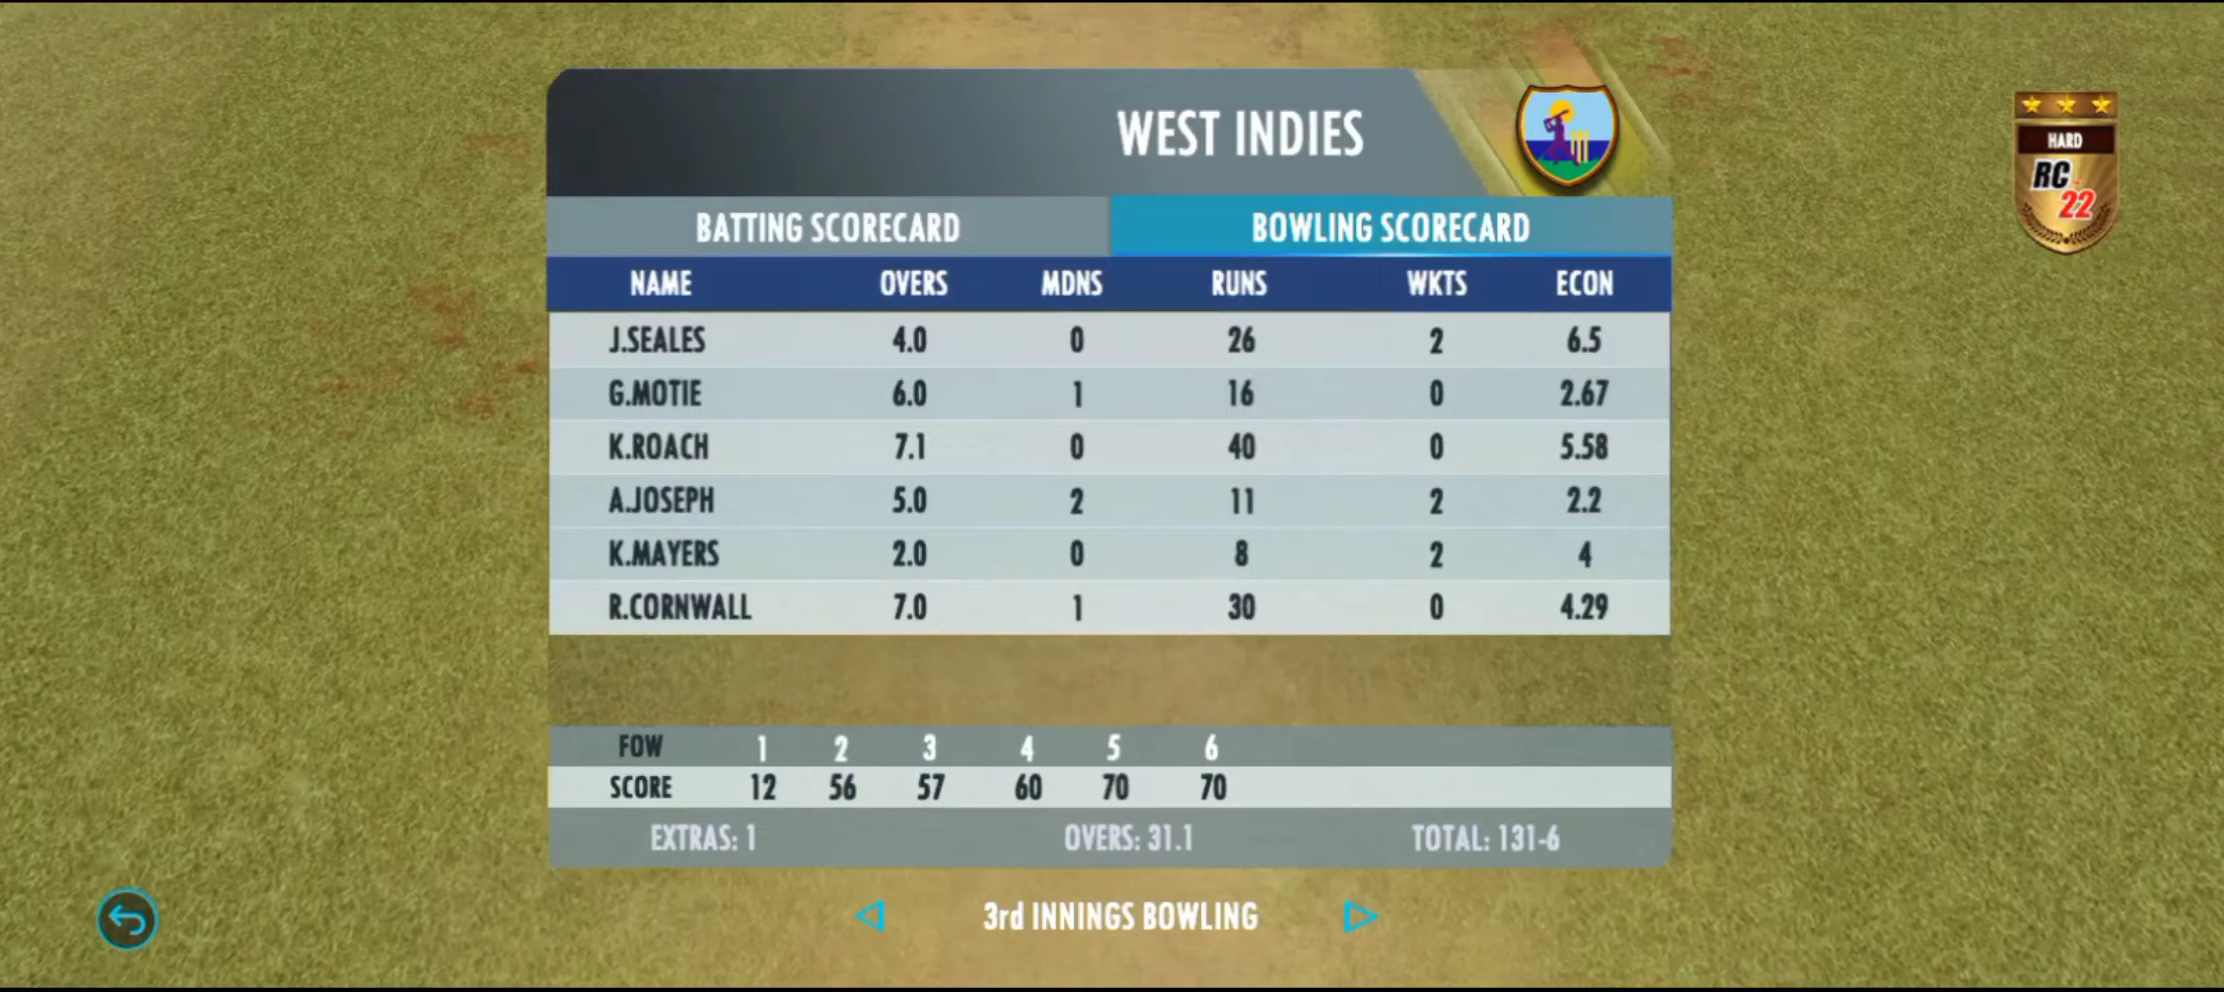 WEST INDIES
HARD
RC
22
BATTING SCORECARD BOWLING SCORECARD
NAME OVERS MDNS RUNS WKTS ECON
J.SEALES 4.0 0 26 2 6.5
G.MOTIE 6.0 1 16 0 2.67
K.ROACH 7.1 0 40 0 5.58
A.JOSEPH 5.0 2 11 2 2.2
K.MAYERS 2.0 0 8 2 4
R.CORNWALL 7.0 1 30 0 4.29
FOW 1 2 3 4 5 6
SCORE 12 56 57 60 70 70
EXTRAS: 1 OVERS: 31.1 TOTAL: 131-6
3rd INNINGS BOWLING